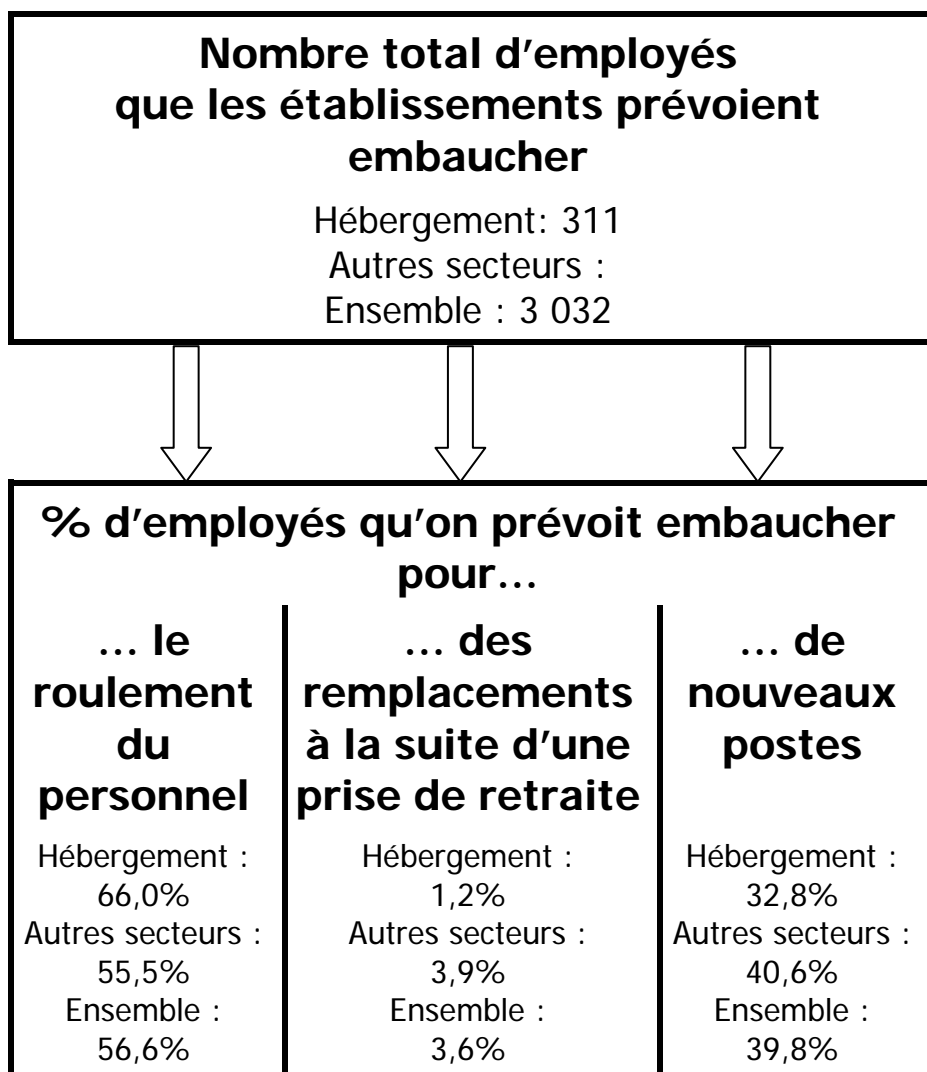 Nombre total d'employés
que les établissements prévoient
embaucher
Hébergement: 311
Autres secteurs :
Ensemble : 3 032
% d'employés qu'on prévoit embaucher
pour…
… le
roulement
du
personnel
Hébergement :
66,0%
Autres secteurs :
55,5%
Ensemble :
56,6%
… des
remplacements
à la suite d'une
prise de retraite
Hébergement :
1,2%
Autres secteurs :
3,9%
Ensemble :
3,6%
… de
nouveaux
postes
Hébergement :
32,8%
Autres secteurs :
40,6%
Ensemble :
39,8%